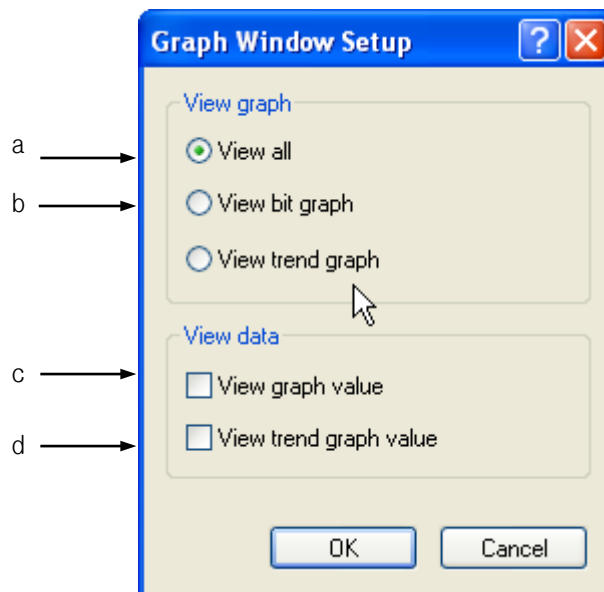 Graph Window Setup
View graph
a
View all
b
View bit graph
View trend graph
View data
c
View graph value
d
View trend graph value
OK
Cancel